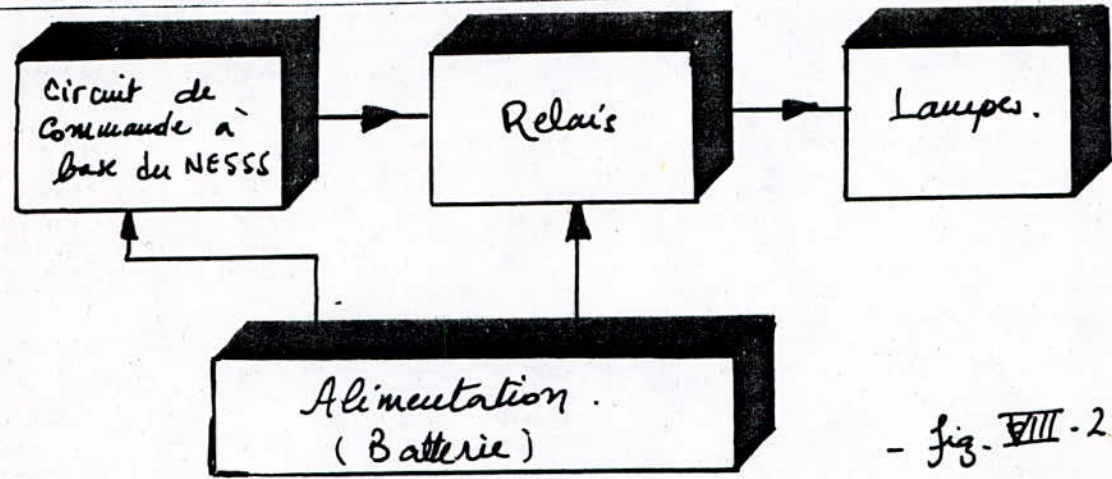 Circuit de
Commande à
base du NE555
Relais
Lampes.
Alimentation.
(Batterie)
- fig. VIII - 2